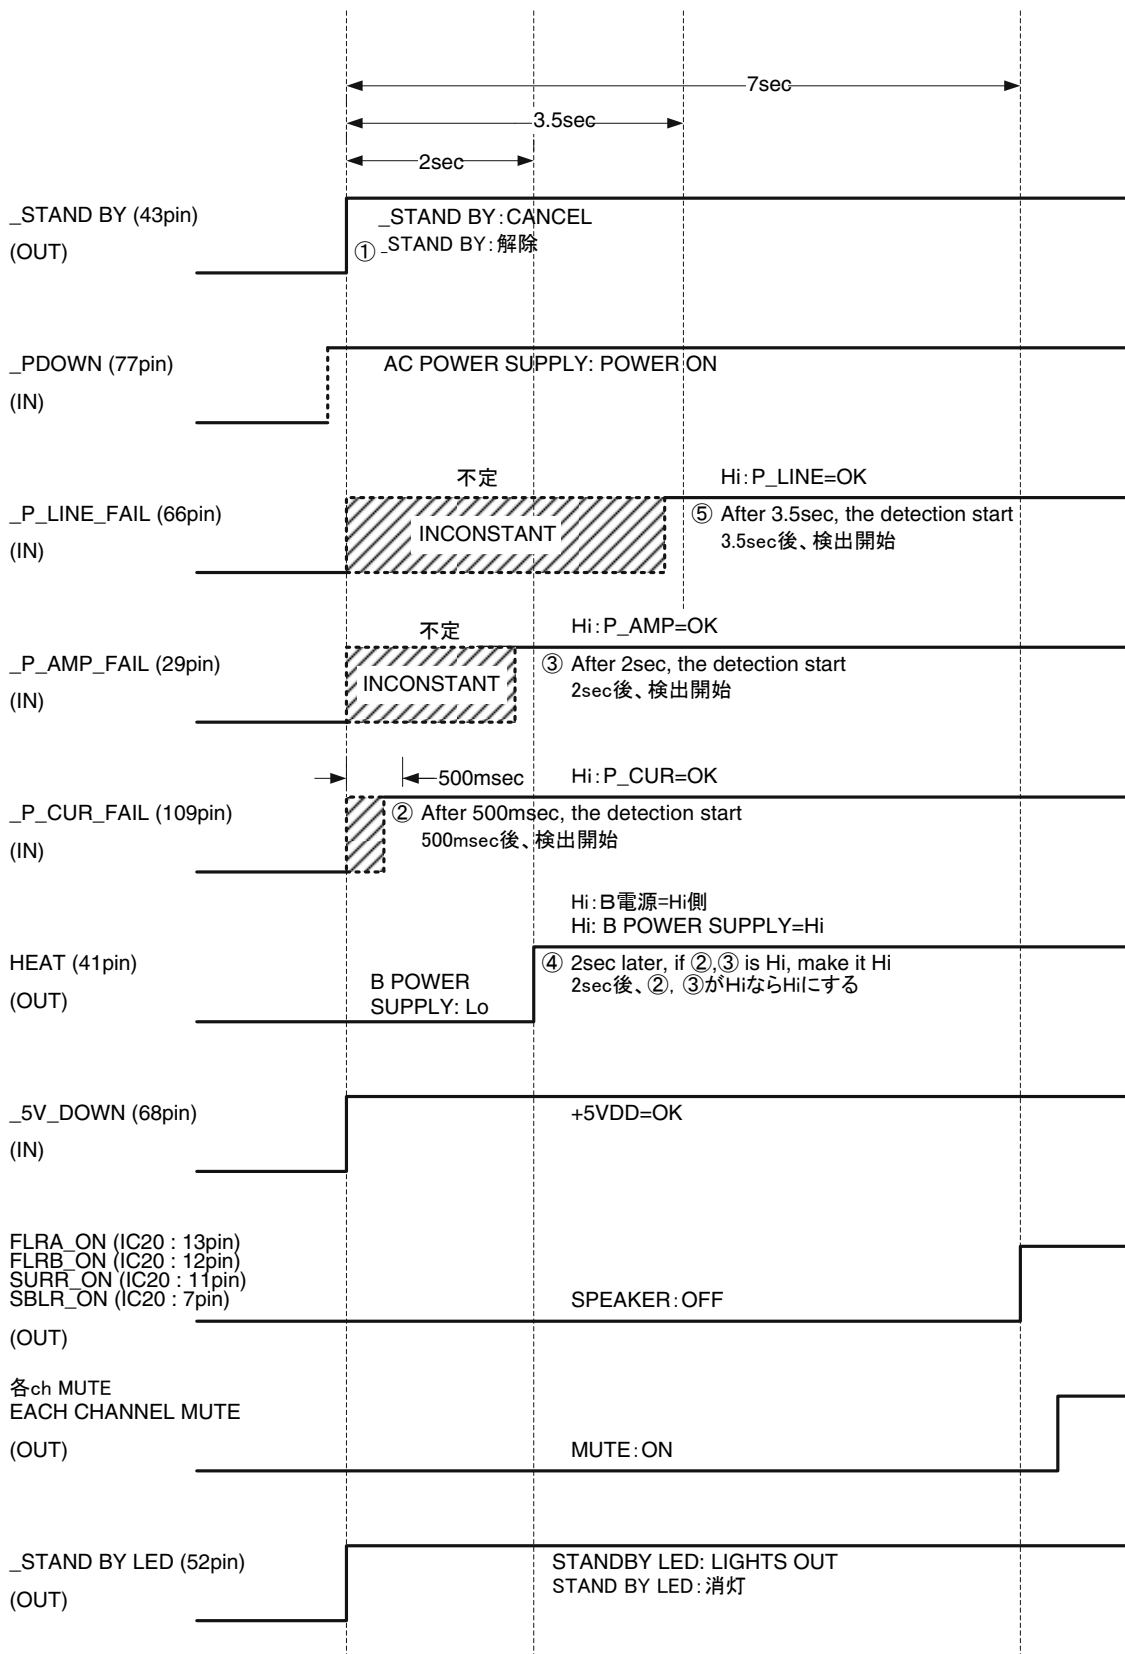 7sec
3.5sec
2sec
_STAND BY (43pin)
(OUT)
_STAND BY:CANCEL
① _STAND BY:解除
_PDOWN (77pin)
(IN)
AC POWER SUPPLY: POWER ON
_P_LINE_FAIL (66pin)
(IN)
不定
INCONSTANT
Hi:P_LINE=OK
⑤ After 3.5sec, the detection start
3.5sec後、検出開始
_P_AMP_FAIL (29pin)
(IN)
不定
INCONSTANT
Hi:P_AMP=OK
③ After 2sec, the detection start
2sec後、検出開始
_P_CUR_FAIL (109pin)
(IN)
500msec
Hi:P_CUR=OK
② After 500msec, the detection start
500msec後、検出開始
HEAT (41pin)
(OUT)
B POWER
SUPPLY: Lo
Hi:B電源=Hi側
Hi: B POWER SUPPLY=Hi
④ 2sec later, if ②,③ is Hi, make it Hi
2sec後、②, ③がHiならHiにする
_5V_DOWN (68pin)
(IN)
+5VDD=OK
FLRA_ON (IC20 : 13pin)
FLRB_ON (IC20 : 12pin)
SURR_ON (IC20 : 11pin)
SBLR_ON (IC20 : 7pin)
(OUT)
SPEAKER:OFF
各ch MUTE
EACH CHANNEL MUTE
(OUT)
MUTE:ON
_STAND BY LED (52pin)
(OUT)
STANDBY LED: LIGHTS OUT
STAND BY LED:消灯